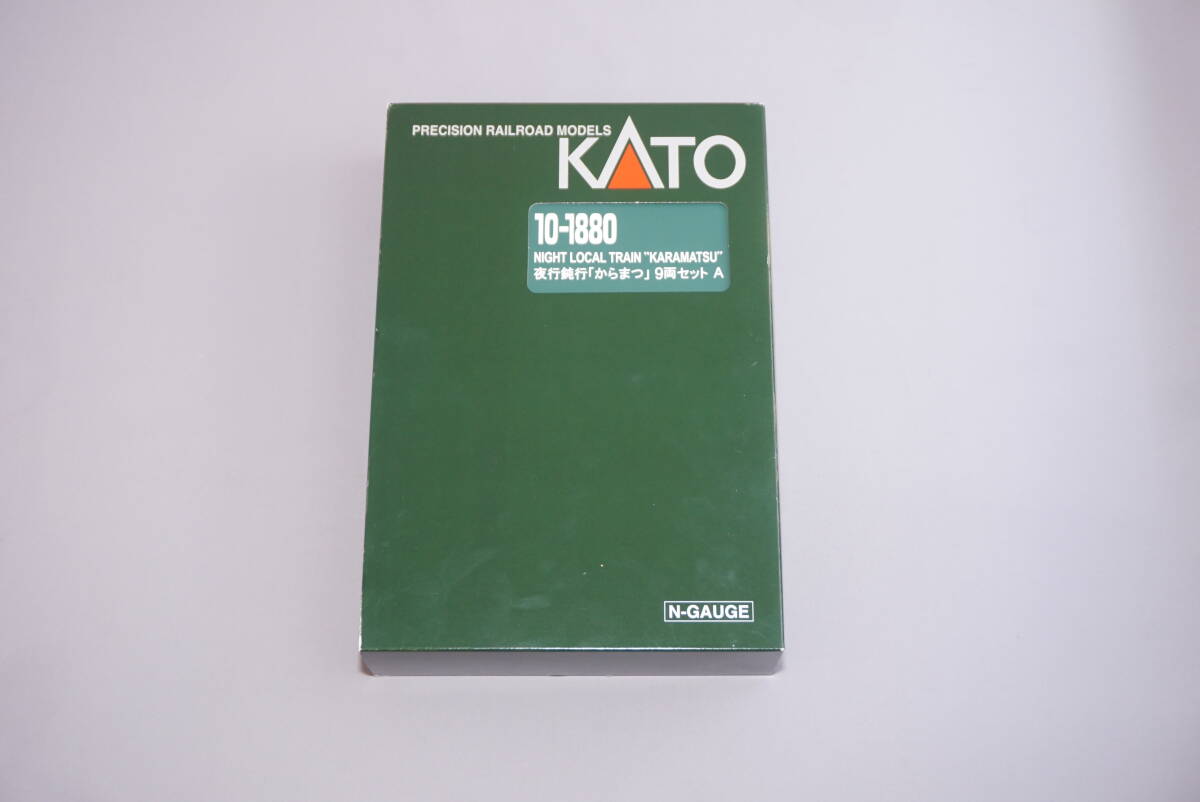 PRECISION RAILROAD MODELS
KATO
10-1880
NIGHT LOCAL TRAIN "KARAMATSU"
夜行鈍行「からまつ」 9両セット A
N-GAUGE